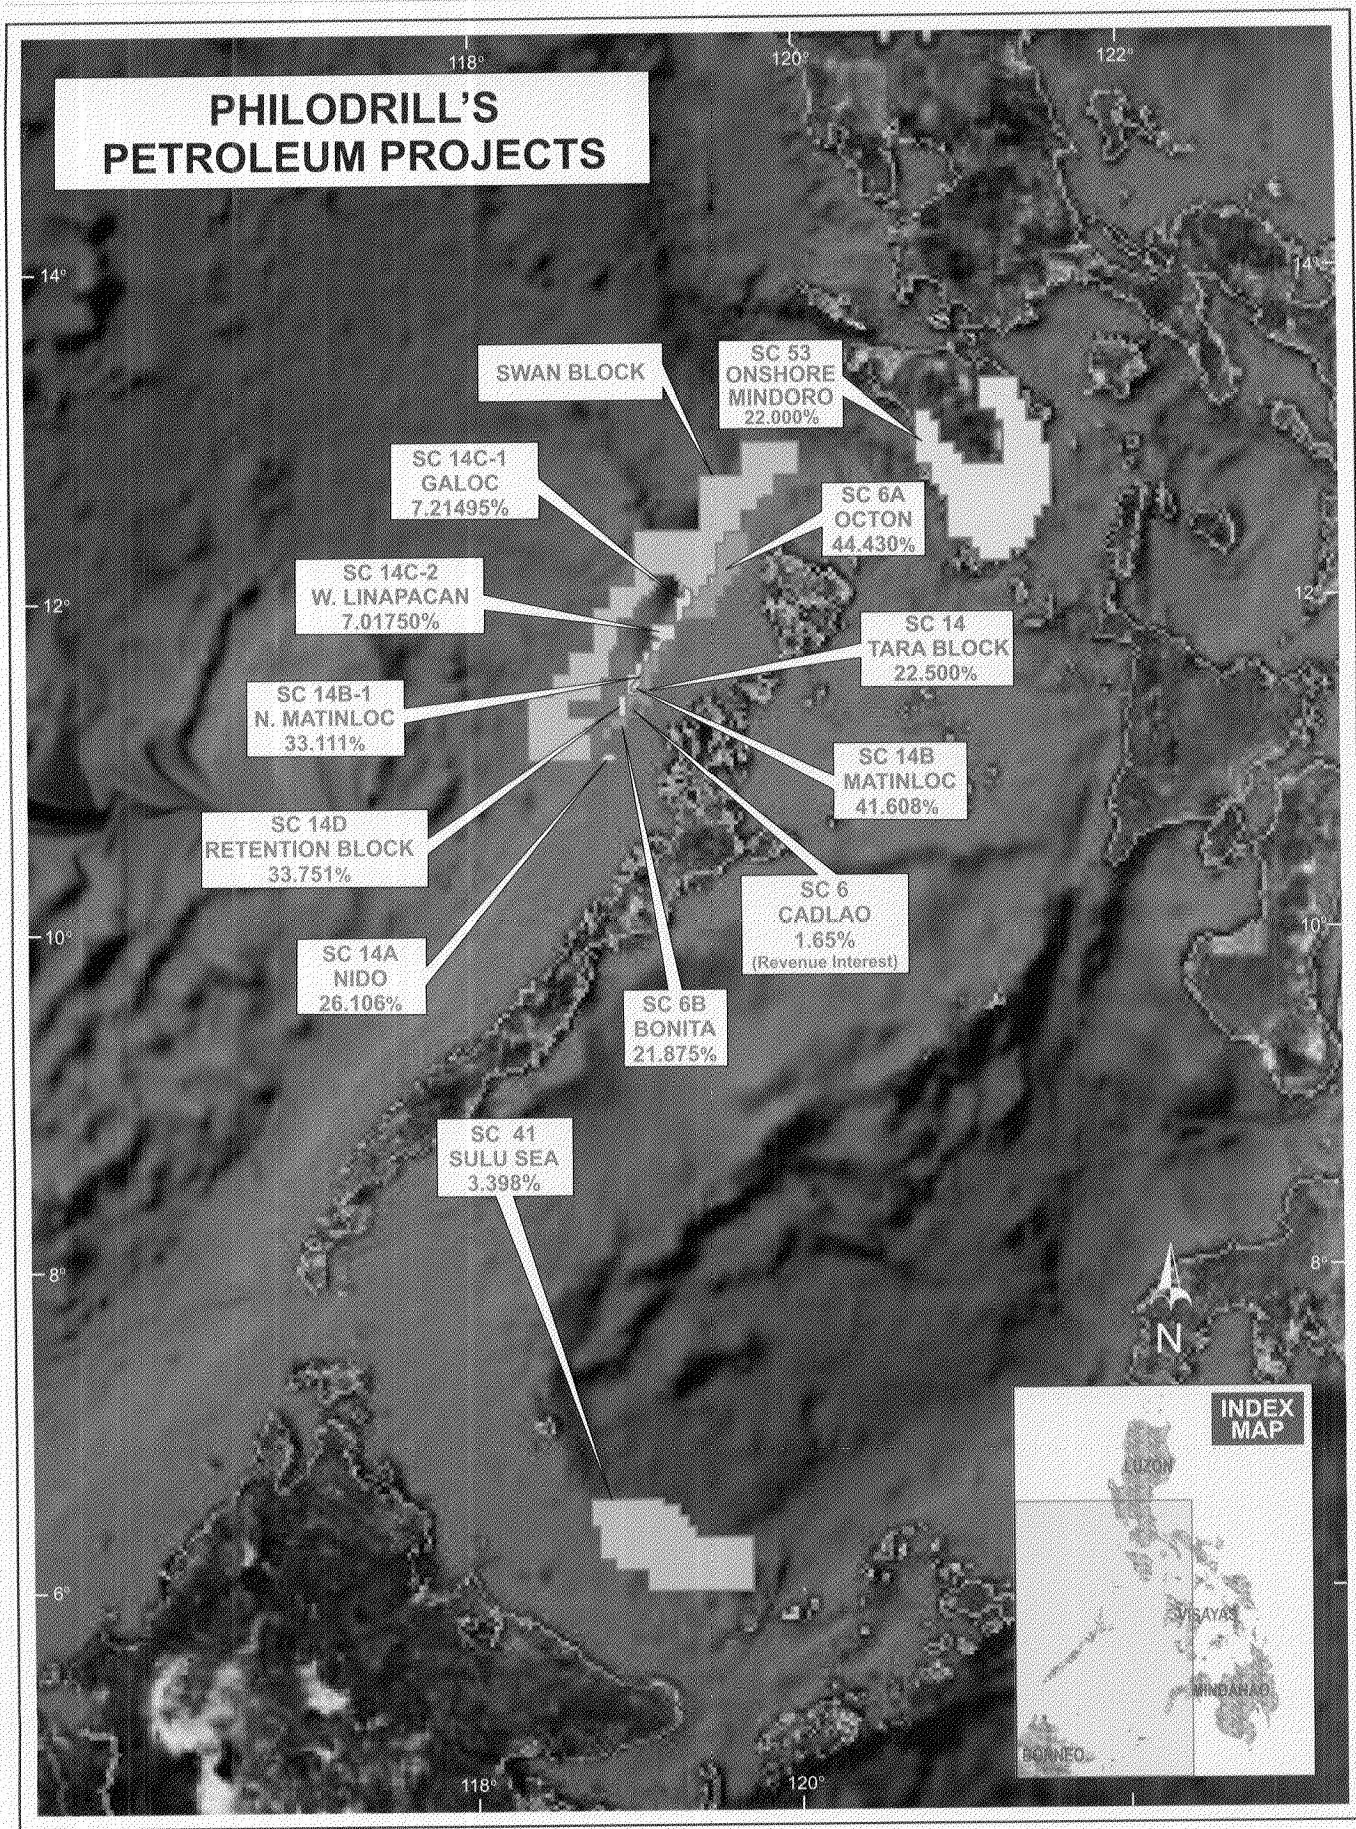 118°
120°
122°
PHILODRILL'S
PETROLEUM PROJECTS
14°
14°
SWAN BLOCK
SC 53
ONSHORE
MINDORO
22.000%
SC 14C-1
GALOC
7.21495%
SC 6A
OCTON
44.430%
SC 14C-2
W. LINAPACAN
7.01750%
12°
12°
SC 14
TARA BLOCK
22.500%
SC 14B-1
N. MATINLOC
33.111%
SC 14B
MATINLOC
41.608%
SC 14D
RETENTION BLOCK
33.751%
SC 6
CADLAO
1.65%
(Revenue Interest)
10°
10°
SC 14A
NIDO
26.106%
SC 6B
BONITA
21.875%
SC 41
SULU SEA
3.398%
8°
8°
N
INDEX
MAP
LUZON
6°
VISAYAS
MINDANAO
BORNEO
118°
120°